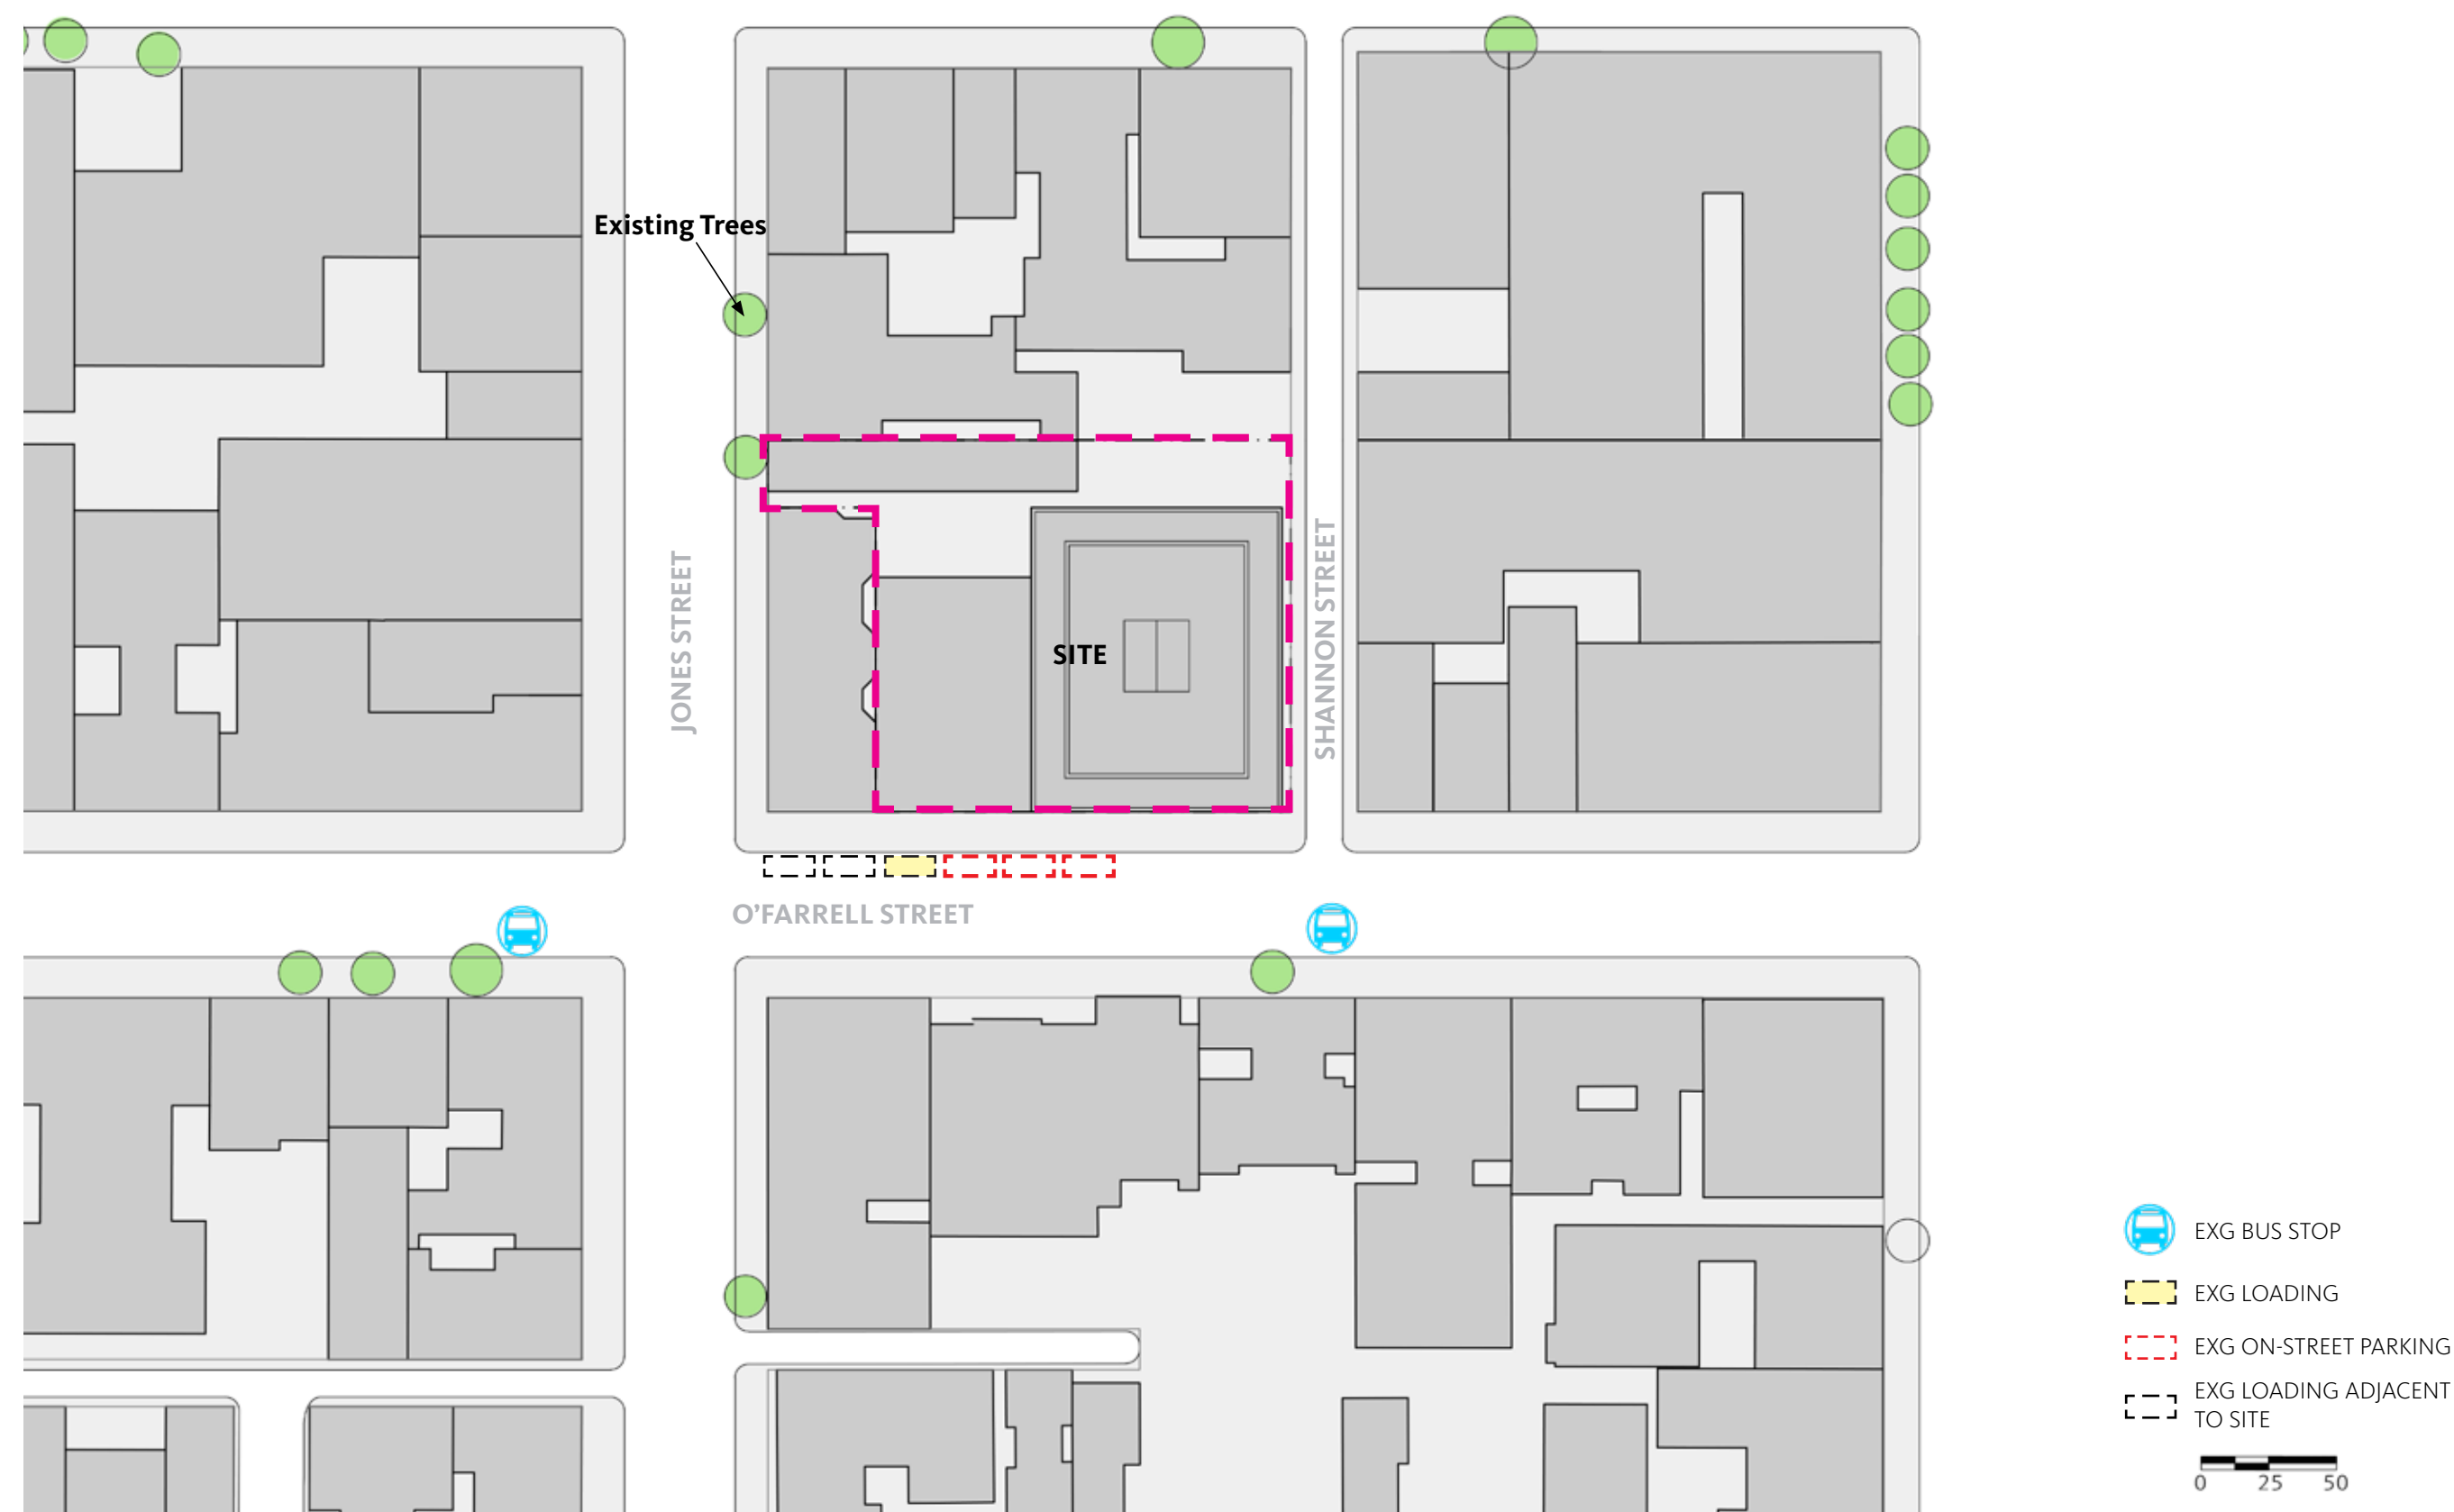 Existing Trees
JONES STREET
SITE
SHANNON STREET
O’FARRELL STREET
EXG BUS STOP
EXG LOADING
EXG ON-STREET PARKING
EXG LOADING ADJACENT
TO SITE
0 25 50